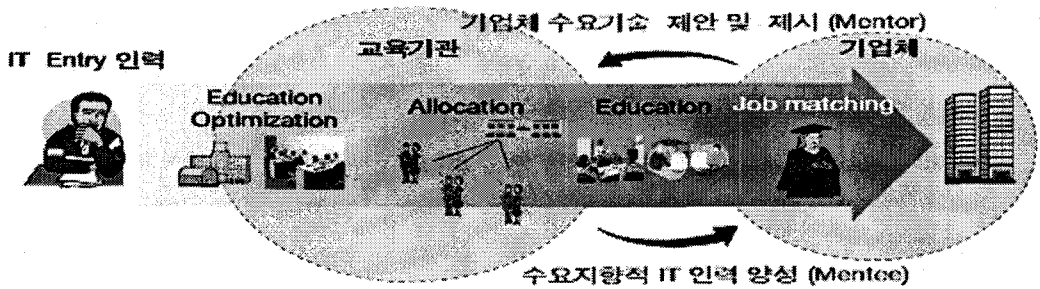 기업체 수요기술 제안 및 제시 (Mentor)
교육기관
기업체
IT Entry 인력
Education
Optimization
Allocation
Education
Job matching
수요지향적 IT 인력 양성 (Mentee)